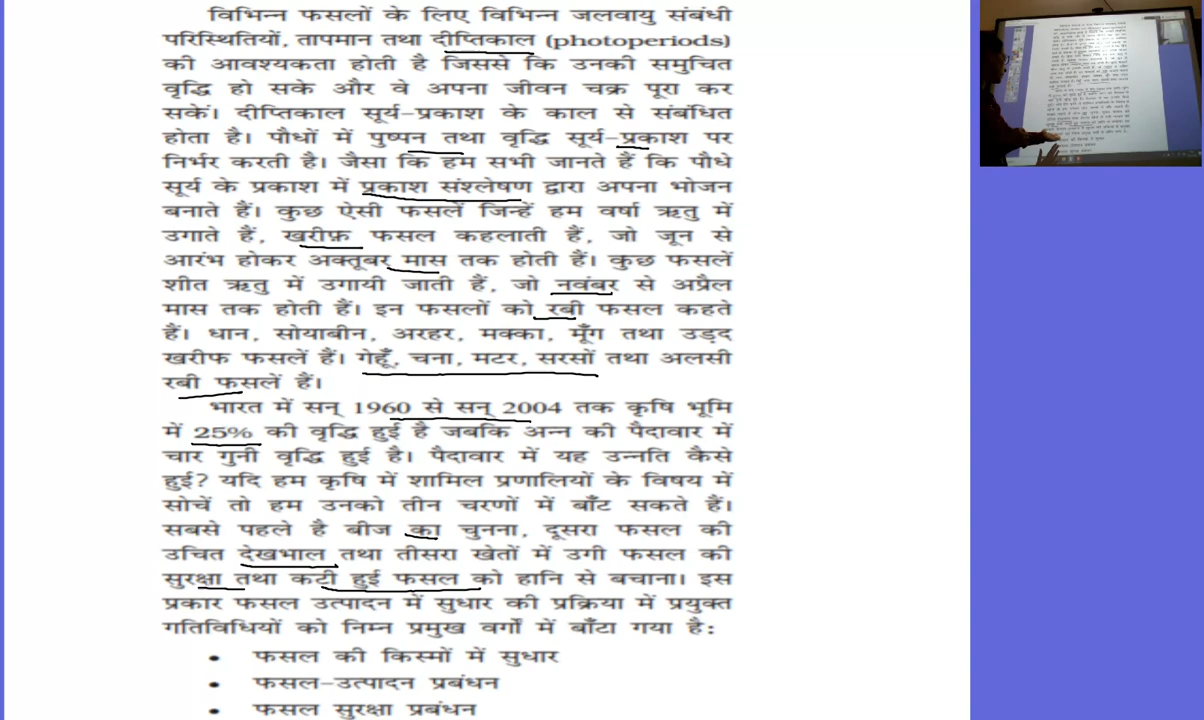 विभिन्न फसलों के लिए विभिन्न जलवायु संबंधी
परिस्थितियों, तापमान तथा दीप्तिकाल (photoperiods)
की आवश्यकता होती है जिससे कि उनकी समुचित
वृद्धि हो सके और वे अपना जीवन चक्र पूरा कर
सकें। दीप्तिकाल सूर्य-प्रकाश के काल से संबंधित
होता है। पौधों में पुष्पन तथा वृद्धि सूर्य-प्रकाश पर
निर्भर करती है। जैसा कि हम सभी जानते हैं कि पौधे
सूर्य के प्रकाश में प्रकाश संश्लेषण द्वारा अपना भोजन
बनाते हैं। कुछ ऐसी फसलें जिन्हें हम वर्षा ऋतु में
उगाते हैं, खरीफ़ फसल कहलाती हैं, जो जून से
आरंभ होकर अक्तूबर मास तक होती हैं। कुछ फसलें
शीत ऋतु में उगायी जाती हैं, जो नवंबर से अप्रैल
मास तक होती हैं। इन फसलों को रबी फसल कहते
हैं। धान, सोयाबीन, अरहर, मक्का, मूँग तथा उड़द
खरीफ फसलें हैं। गेहूँ, चना, मटर, सरसों तथा अलसी
रबी फसलें हैं।
भारत में सन् 1960 से सन् 2004 तक कृषि भूमि
में 25% की वृद्धि हुई है जबकि अन्न की पैदावार में
चार गुनी वृद्धि हुई है। पैदावार में यह उन्नति कैसे
हुई? यदि हम कृषि में शामिल प्रणालियों के विषय में
सोचें तो हम उनको तीन चरणों में बाँट सकते हैं।
सबसे पहले है बीज का चुनना, दूसरा फसल की
उचित देखभाल तथा तीसरा खेतों में उगी फसल की
सुरक्षा तथा कटी हुई फसल को हानि से बचाना। इस
प्रकार फसल उत्पादन में सुधार की प्रक्रिया में प्रयुक्त
गतिविधियों को निम्न प्रमुख वर्गों में बाँटा गया है:
• फसल की किस्मों में सुधार
• फसल-उत्पादन प्रबंधन
• फसल सुरक्षा प्रबंधन